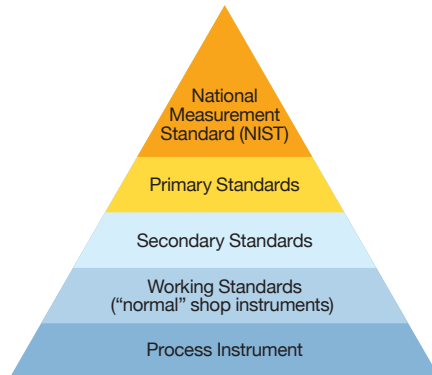 National
Measurement
Standard (NIST)
Primary Standards
Secondary Standards
Working Standards
(“normal” shop instruments)
Process Instrument